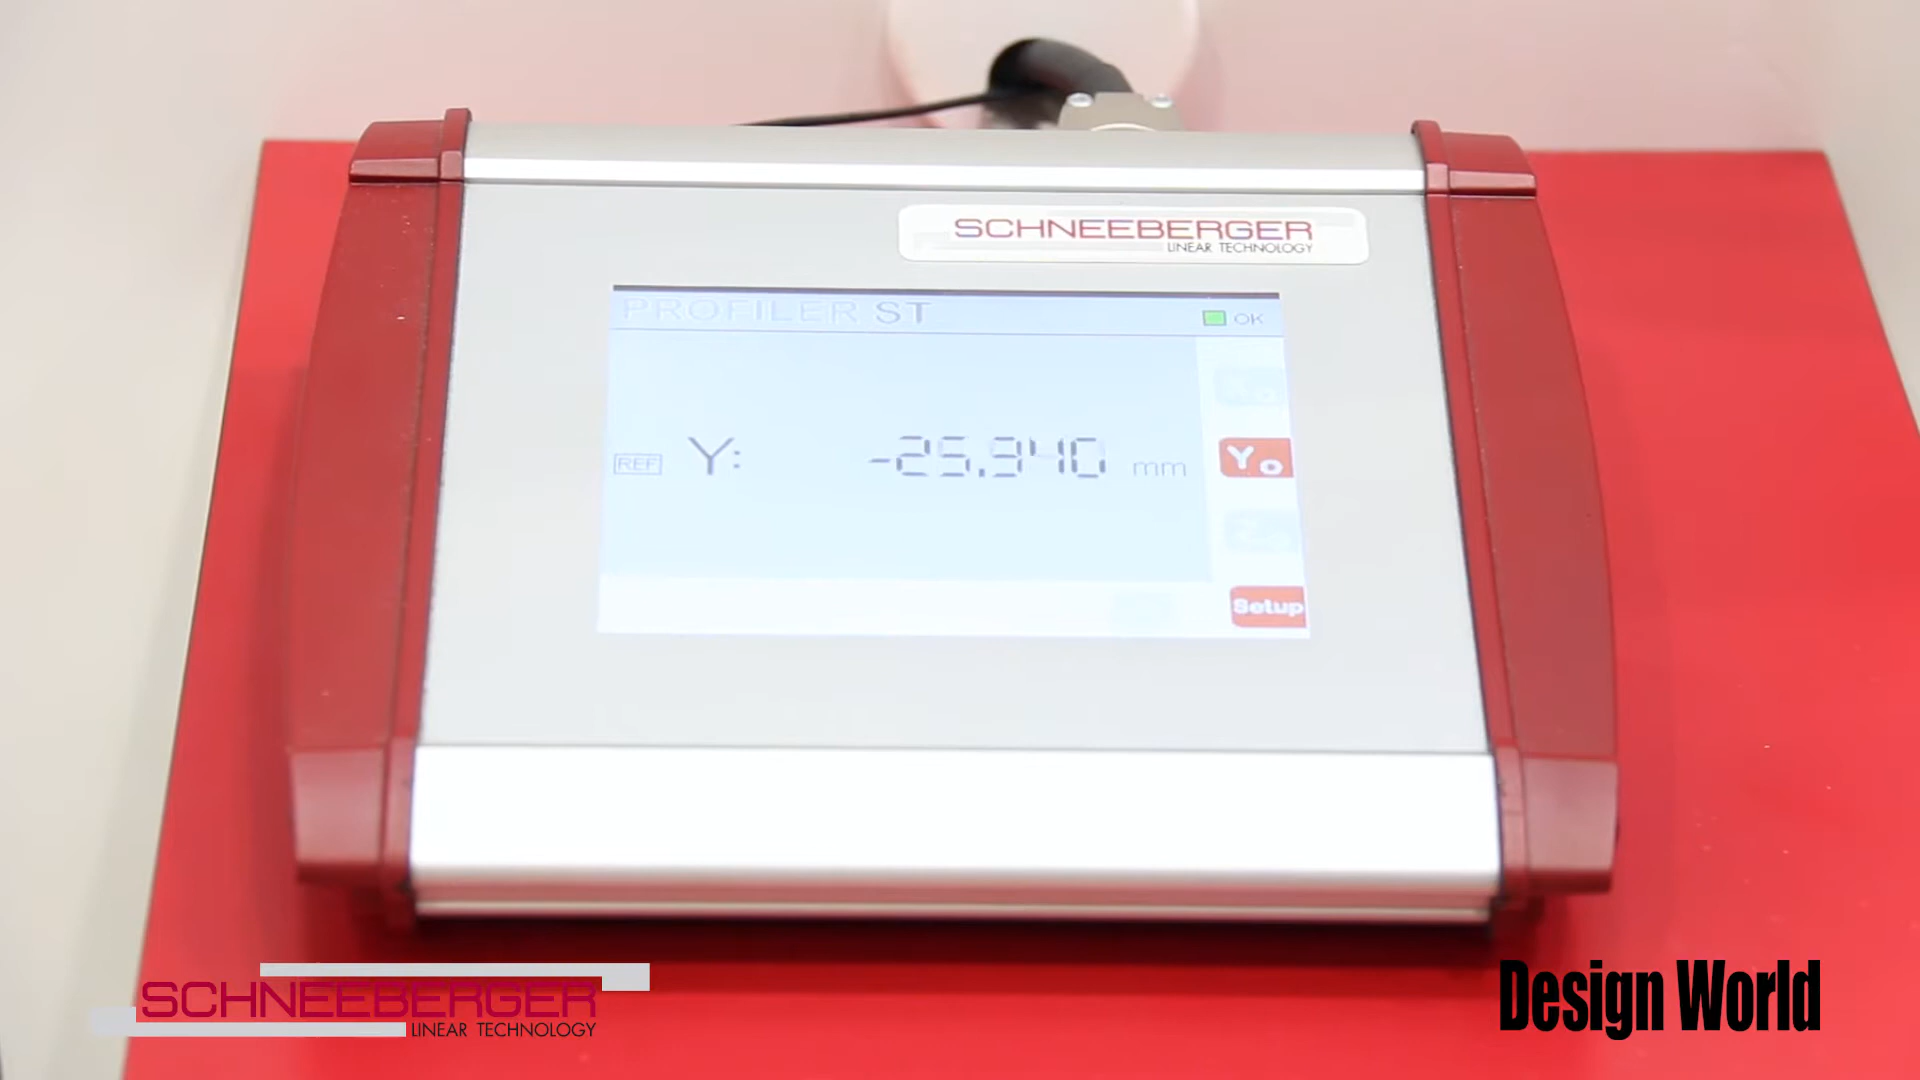 SCHNEEBERGER
LINEAR TECHNOLOGY
PROFILER ST
OK
REF Y: -25.940 mm
Yo
Setup
SCHNEEBERGER
LINEAR TECHNOLOGY
Design World